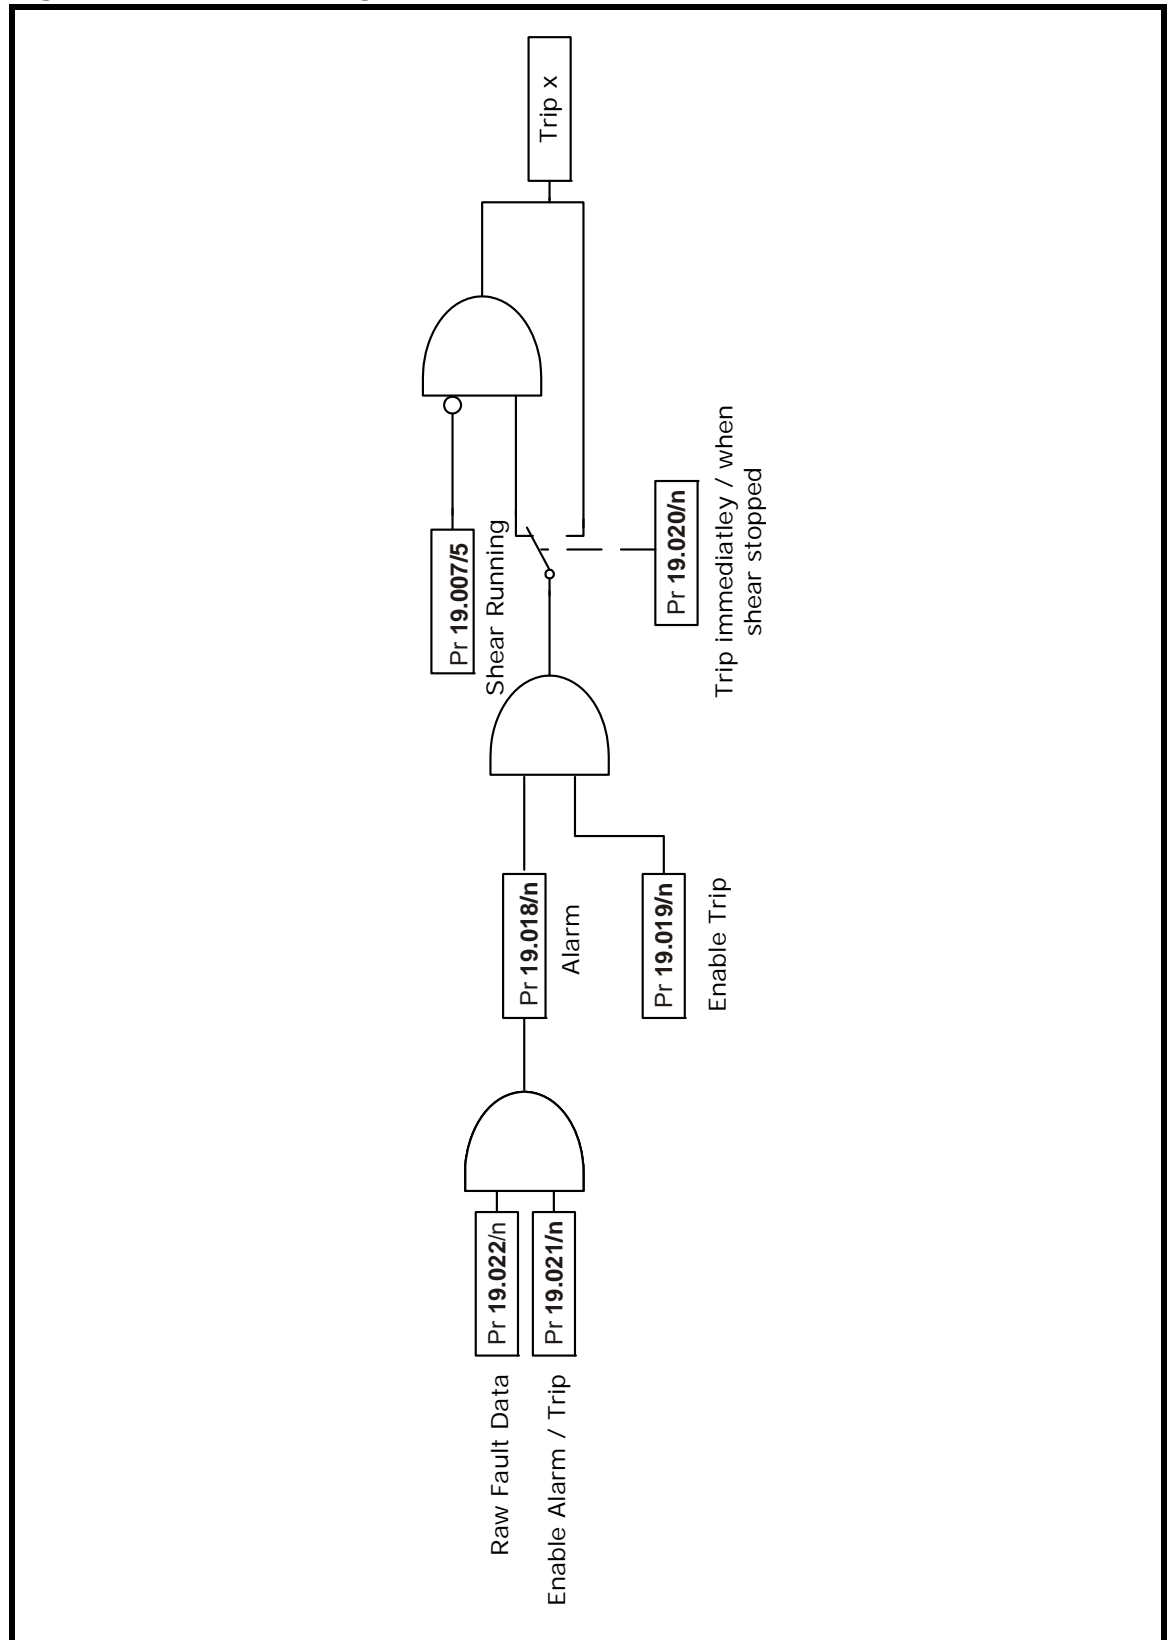 Raw Fault Data
Pr 19.022/n
Enable Alarm / Trip
Pr 19.021/n
Pr 19.018/n
Alarm
Pr 19.019/n
Enable Trip
Pr 19.007/5
Shear Running
Pr 19.020/n
Trip immediatley / when
shear stopped
Trip x